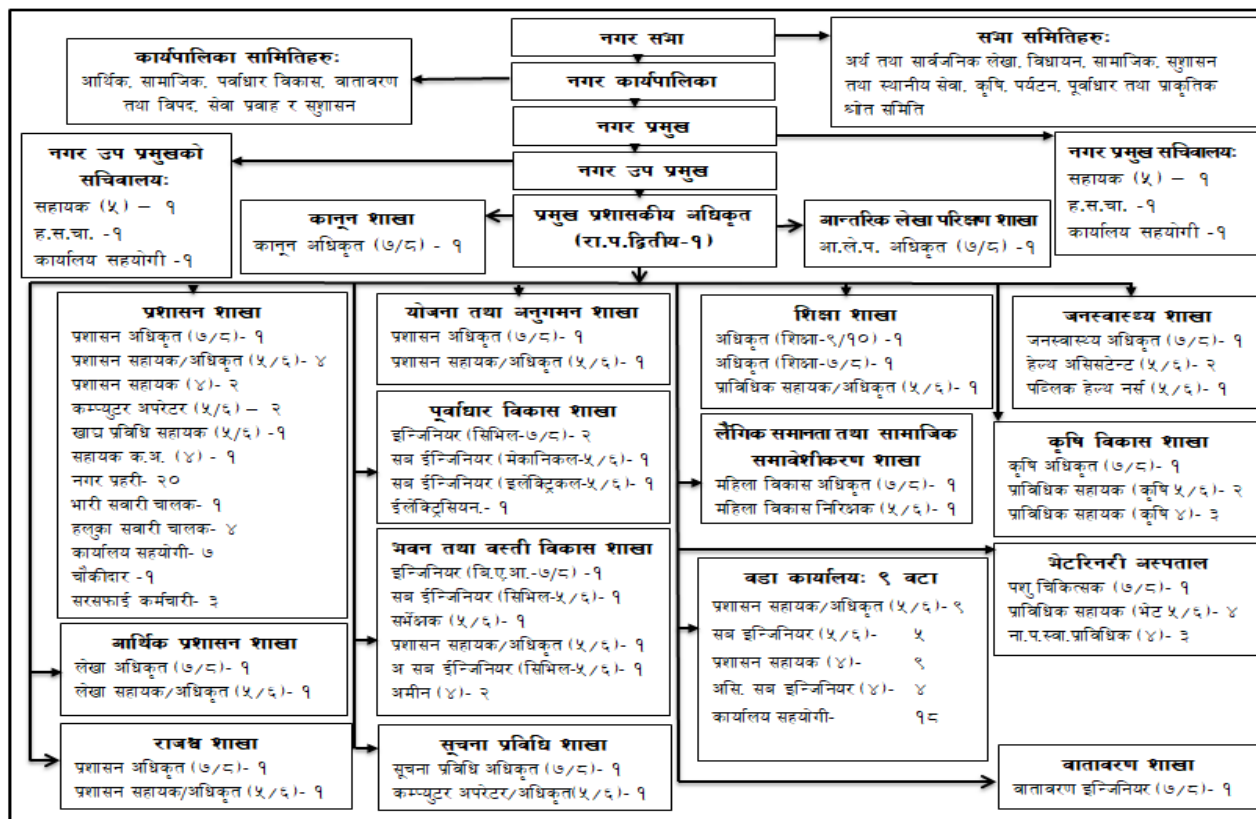 नगर सभा
कार्यपालिका सामितिहरु:
आर्थिक, सामाजिक, पर्वाधार विकास, वातावरण
तथा विपद, सेवा प्रवाह र सुशासन
सभा समितिहरु:
अर्थ तथा सार्वजनिक लेखा, विधायन, सामाजिक, सुशासन
तथा स्थानीय सेवा, कृषि, पर्यटन, पूर्वाधार तथा प्राकृतिक
श्रोत समिति
नगर कार्यपालिका
नगर प्रमुख
नगर उप प्रमुख
नगर उप प्रमुखको
सचिवालय:
सहायक (५) – १
ह.स.चा. -१
कार्यालय सहयोगी -१
नगर प्रमुख सचिवालय:
सहायक (५) – १
ह.स.चा. -१
कार्यालय सहयोगी -१
कानून शाखा
कानून अधिकृत (७/८) - १
प्रमुख प्रशासकीय अधिकृत
(रा.प.द्वितीय-१)
आन्तरिक लेखा परिक्षण शाखा
आ.ले.प. अधिकृत (७/८) -१
प्रशासन शाखा
प्रशासन अधिकृत (७/८)- १
प्रशासन सहायक/अधिकृत (५/६)- ४
प्रशासन सहायक (४)- २
कम्प्युटर अपरेटर (५/६) – २
खाद्य प्रविधि सहायक (५/६) -१
सहायक क.अ. (४) - १
नगर प्रहरी- २०
भारी सवारी चालक- १
हलुका सवारी चालक- ४
कार्यालय सहयोगी- ७
चौकीदार -१
सरसफाई कर्मचारी- ३
आर्थिक प्रशासन शाखा
लेखा अधिकृत (७/८)- १
लेखा सहायक/अधिकृत (५/६)- १
राजश्व शाखा
प्रशासन अधिकृत (७/८)- १
प्रशासन सहायक/अधिकृत (५/६)- १
योजना तथा अनुगमन शाखा
प्रशासन अधिकृत (७/८)- १
प्रशासन सहायक/अधिकृत (५/६)- १
पूर्वाधार विकास शाखा
इन्जिनियर (सिभिल-७/८)- २
सब ईन्जिनियर (मेकानिकल-५/६)- १
सब ईन्जिनियर (इलेक्ट्रिकल-५/६)- १
ईलेक्ट्रिसियन.- १
भवन तथा वस्ती विकास शाखा
इन्जिनियर (बि.ए.आ.-७/८) -१
सब ईन्जिनियर (सिभिल-५/६)- १
सर्भेक्षक (५/६)- १
प्रशासन सहायक/अधिकृत (५/६)- १
अ सब ईन्जिनियर (सिभिल-५/६)- १
अमीन (४)- २
सूचना प्रविधि शाखा
सूचना प्रविधि अधिकृत (७/८)- १
कम्प्युटर अपरेटर/अधिकृत(५/६)- १
शिक्षा शाखा
अधिकृत (शिक्षा-९/१०) -१
अधिकृत (शिक्षा-७/८)- १
प्राविधिक सहायक/अधिकृत (५/६)- १
लैंगिक समानता तथा सामाजिक
समावेशीकरण शाखा
महिला विकास अधिकृत (७/८)- १
महिला विकास निरिक्षक (५/६)- १
वडा कार्यालय: ९ वटा
प्रशासन सहायक/अधिकृत (५/६)- ९
सब इन्जिनियर (५/६)- ५
प्रशासन सहायक (४)- ९
असि. सब इन्जिनियर (४)- ४
कार्यालय सहयोगी- १८
जनस्वास्थ्य शाखा
जनस्वास्थ्य अधिकृत (७/८)- १
हेल्थ असिसटेन्ट (५/६)- २
पब्लिक हेल्थ नर्स (५/६)- १
कृषि विकास शाखा
कृषि अधिकृत (७/८)- १
प्राविधिक सहायक (कृषि ५/६)- २
प्राविधिक सहायक (कृषि ४)- ३
भेटरिनरी अस्पताल
पशु चिकित्सक (७/८)- १
प्राविधिक सहायक (भेट ५/६)- ४
ना.प.स्वा.प्राविधिक (४)- ३
वातावरण शाखा
वातावरण इन्जिनियर (७/८)- १